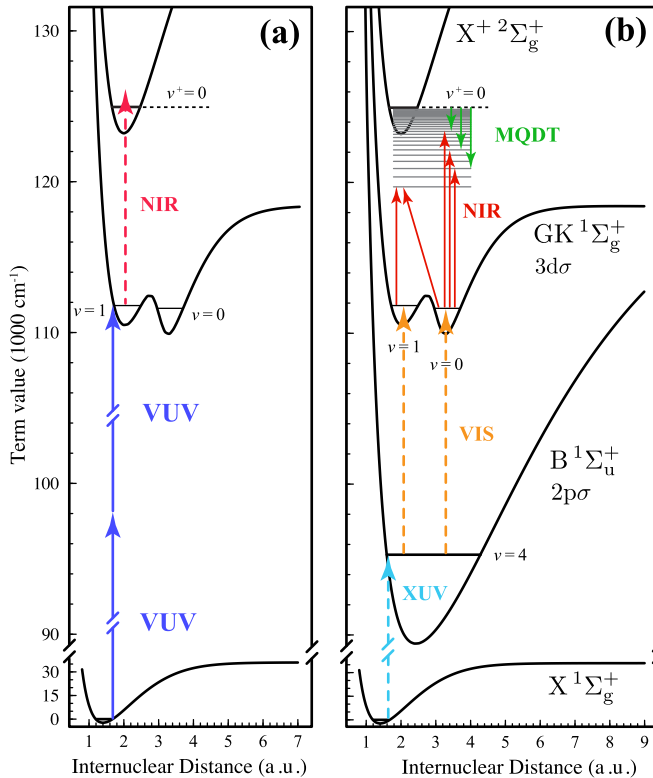 (a)
130
120
110
100
90
30
15
0
Term value (1000 cm⁻¹)
v⁺=0
NIR
v=1
v=0
VUV
VUV
1 2 3 4 5 6 7
Internuclear Distance (a.u.)
(b)
X⁺ ²Σg⁺
v⁺=0
MQDT
NIR
GK ¹Σg⁺
3dσ
v=1
v=0
VIS
B ¹Σu⁺
2pσ
v=4
XUV
X ¹Σg⁺
1 2 3 4 5 6 7 8 9
Internuclear Distance (a.u.)